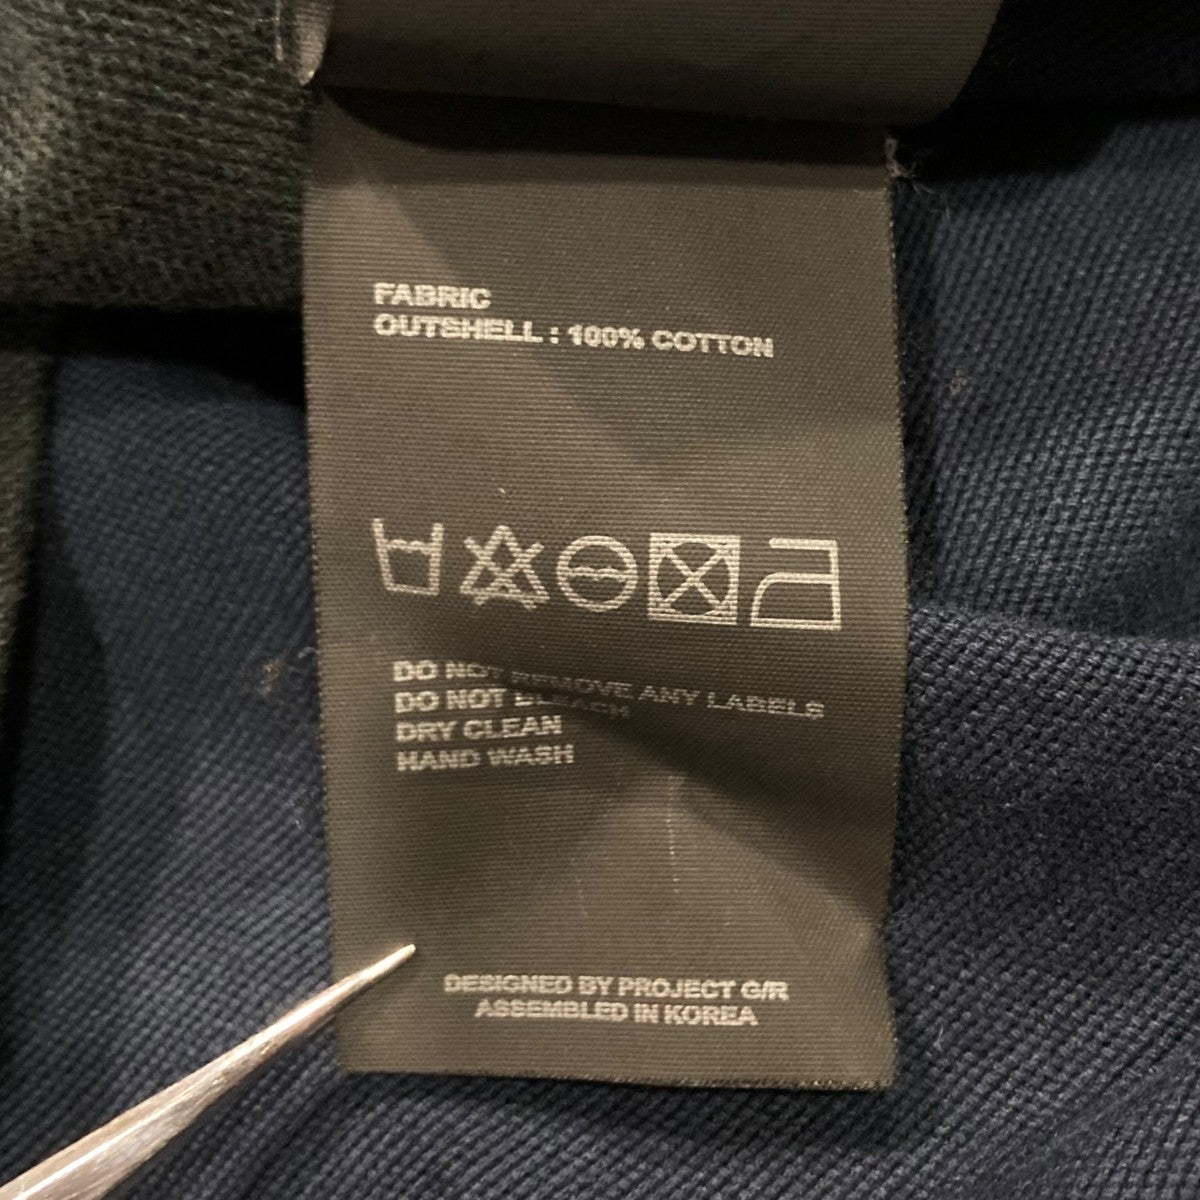 FABRIC
OUTSHELL : 100% COTTON
DO NOT REMOVE ANY LABELS
DO NOT BLEACH
DRY CLEAN
HAND WASH
DESIGNED BY PROJECT G/R
ASSEMBLED IN KOREA